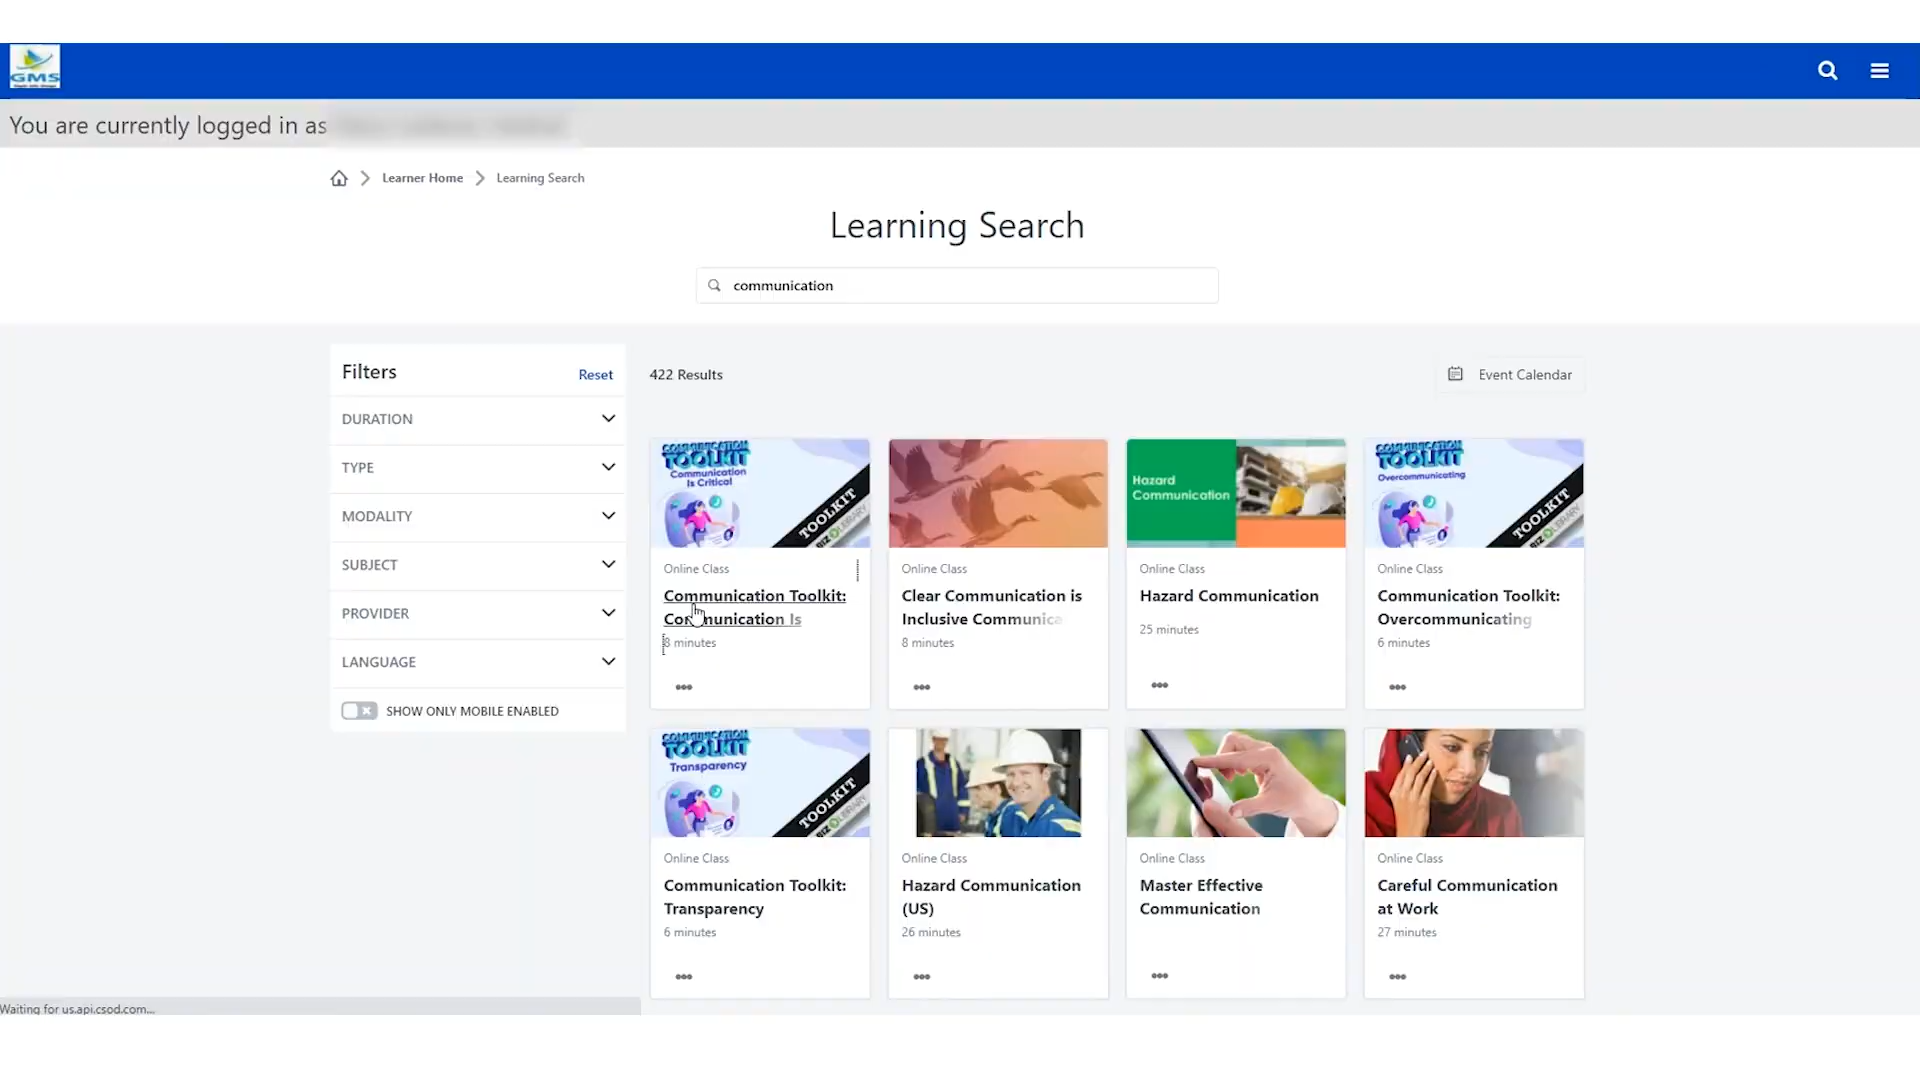 GMS
You are currently logged in as
Learner Home
Learning Search
Learning Search
communication
Filters
Reset
DURATION
TYPE
MODALITY
SUBJECT
PROVIDER
LANGUAGE
SHOW ONLY MOBILE ENABLED
422 Results
Event Calendar
COMMUNICATION
TOOLKIT
Communication
Is Critical
TOOLKIT
Online Class
Communication Toolkit:
Communication Is
8 minutes
Online Class
Clear Communication is
Inclusive Communica
8 minutes
Hazard
Communication
Online Class
Hazard Communication
25 minutes
COMMUNICATION
TOOLKIT
Overcommunicating
TOOLKIT
BIZLIBRARY
Online Class
Communication Toolkit:
Overcommunicating
6 minutes
COMMUNICATION
TOOLKIT
Transparency
TOOLKIT
Online Class
Communication Toolkit:
Transparency
6 minutes
Online Class
Hazard Communication
(US)
26 minutes
Online Class
Master Effective
Communication
Online Class
Careful Communication
at Work
27 minutes
Waiting for us.api.csod.com...